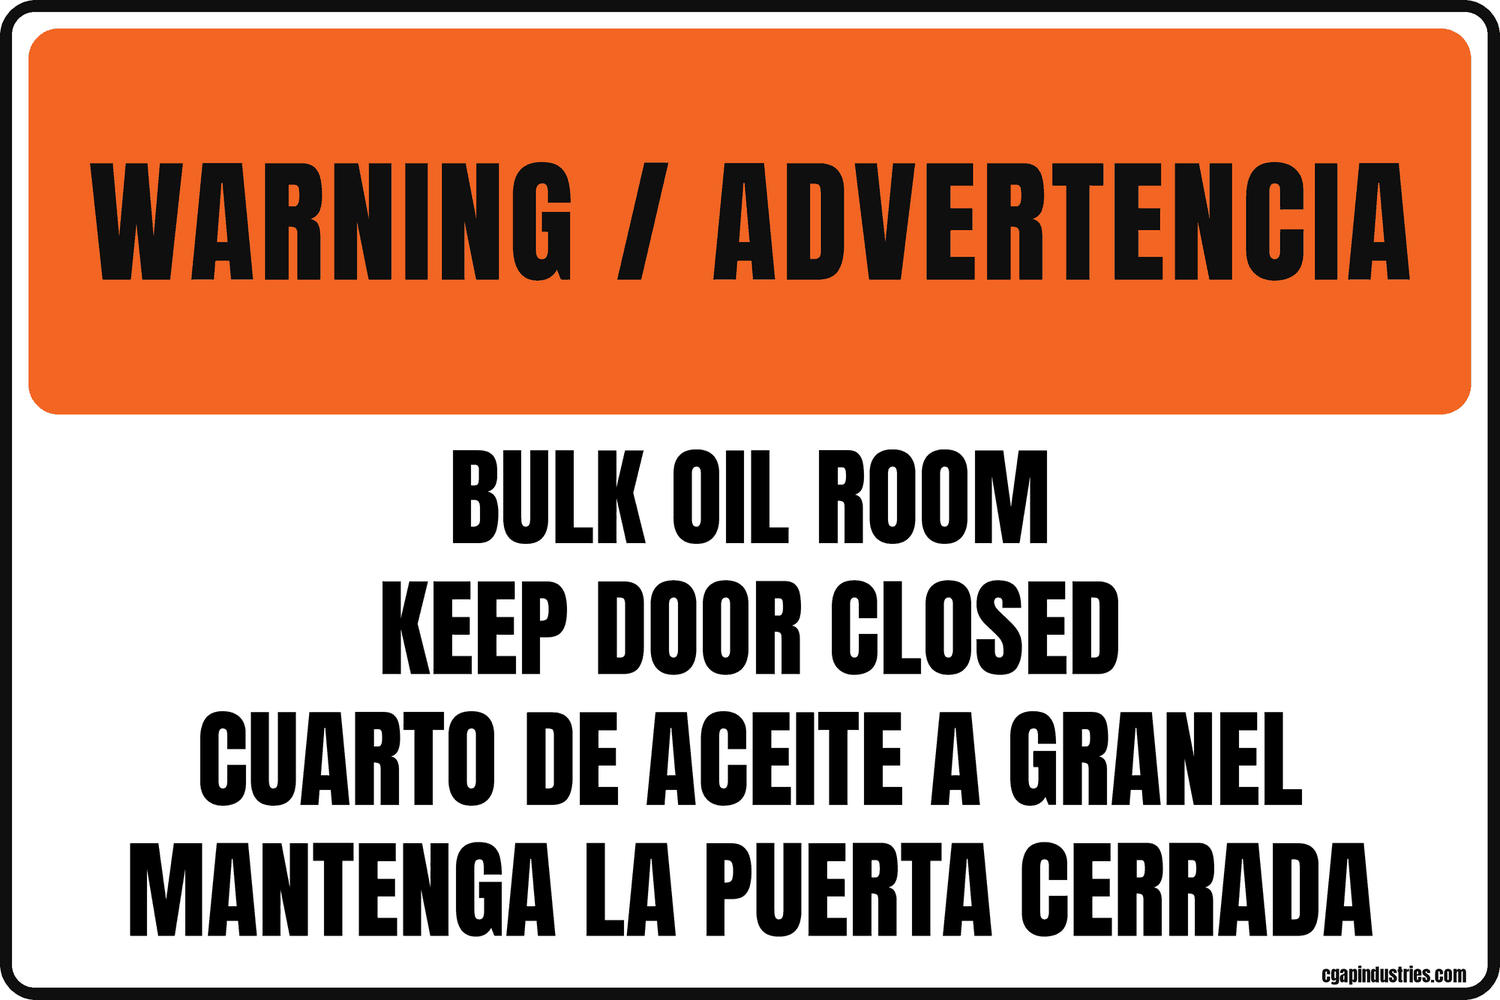 WARNING / ADVERTENCIA
BULK OIL ROOM
KEEP DOOR CLOSED
CUARTO DE ACEITE A GRANEL
MANTENGA LA PUERTA CERRADA
cgapindustries.com